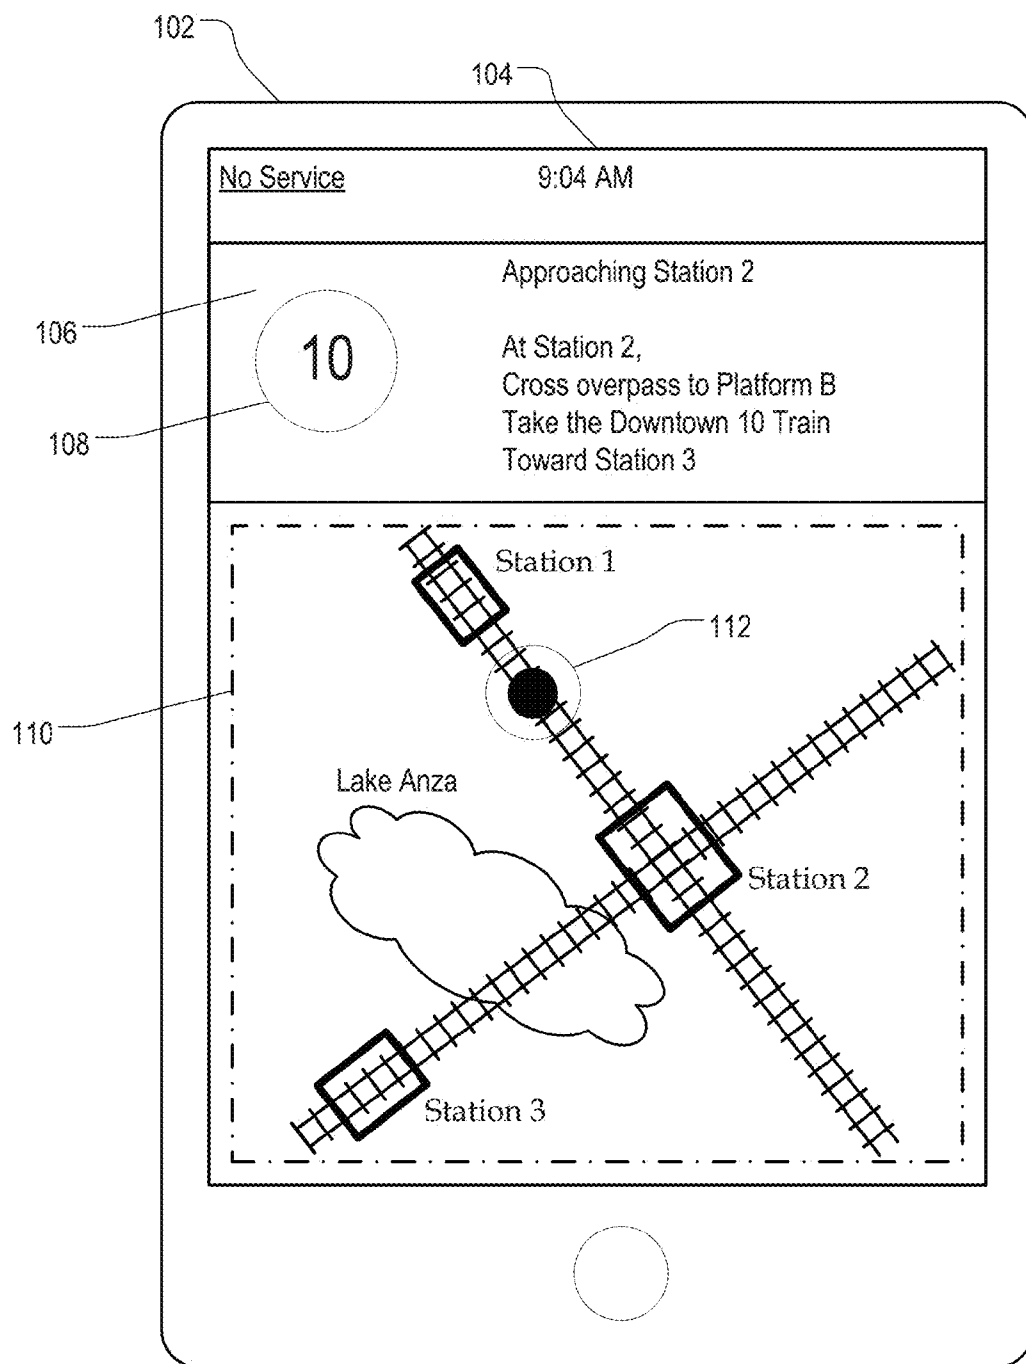 102
104
No Service
9:04 AM
Approaching Station 2
106
10
At Station 2,
Cross overpass to Platform B
Take the Downtown 10 Train
Toward Station 3
108
Station 1
112
110
Lake Anza
Station 2
Station 3